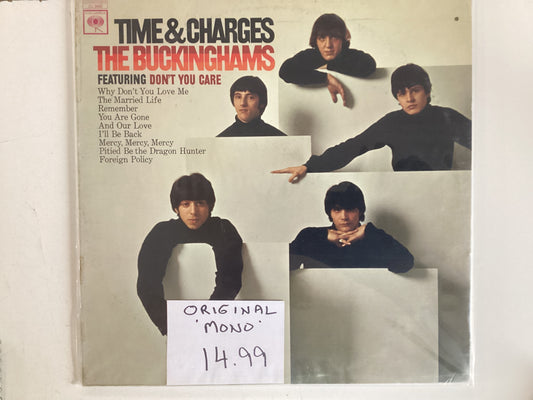 TIME & CHARGES
THE BUCKINGHAMS
FEATURING DON'T YOU CARE
Why Don't You Love Me
The Married Life
Remember
You Are Gone
And Our Love
I'll Be Back
Mercy, Mercy, Mercy
Pitied Be the Dragon Hunter
Foreign Policy
ORIGINAL
'MONO'
14.99